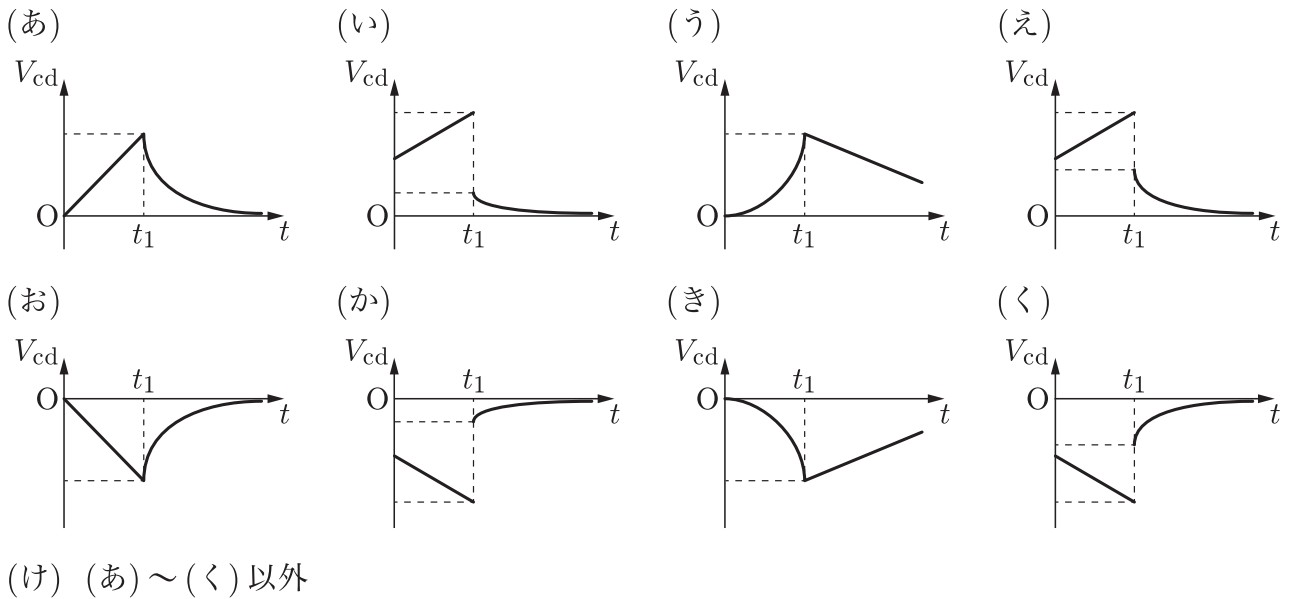 (あ) (い) (う) (え)
V_cd V_cd V_cd V_cd
O t_1 t O t_1 t O t_1 t O t_1 t
(お) (か) (き) (く)
V_cd t_1 V_cd t_1 V_cd t_1 V_cd t_1
O t O t O t O t
(け) (あ)〜(く)以外